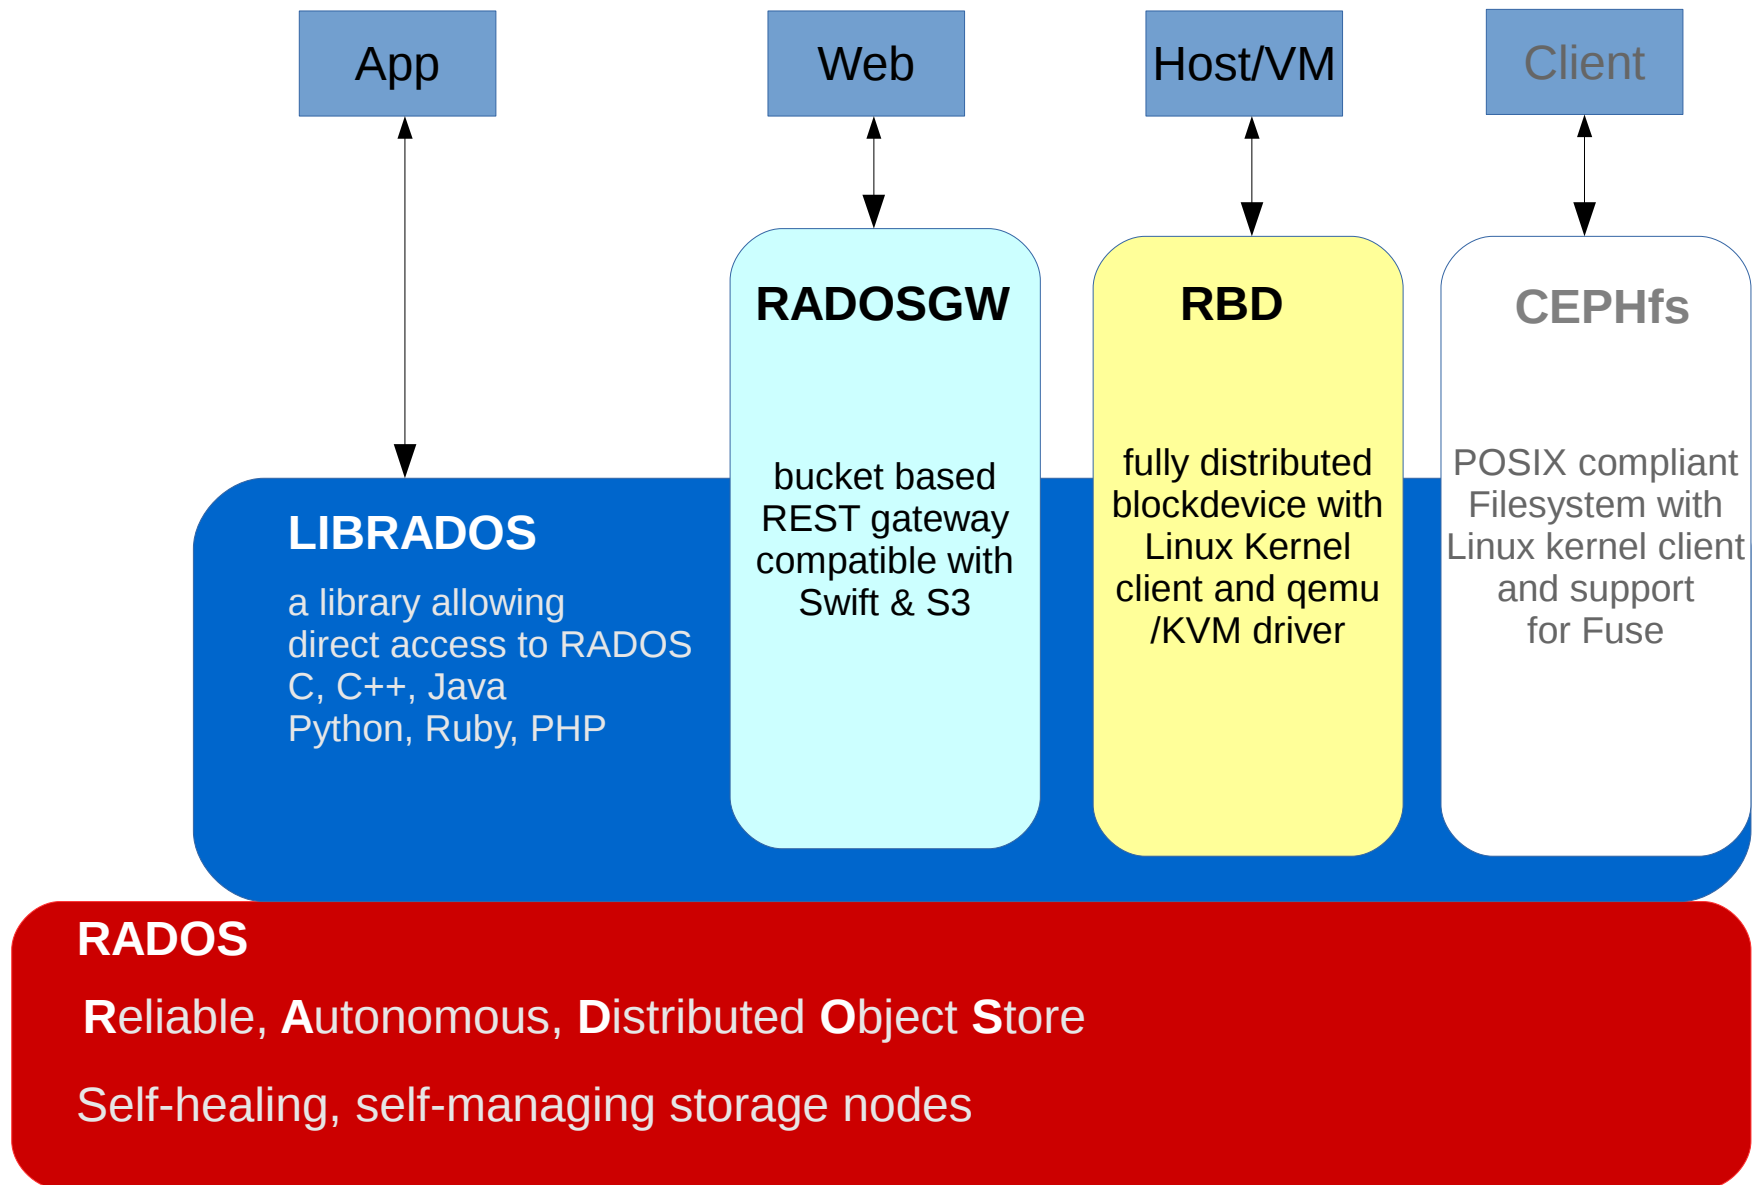 App
Web
Host/VM
Client
RADOSGW
bucket based
REST gateway
compatible with
Swift & S3
RBD
fully distributed
blockdevice with
Linux Kernel
client and qemu
/KVM driver
CEPHfs
POSIX compliant
Filesystem with
Linux kernel client
and support
for Fuse
LIBRADOS
a library allowing
direct access to RADOS
C, C++, Java
Python, Ruby, PHP
RADOS
Reliable, Autonomous, Distributed Object Store
Self-healing, self-managing storage nodes